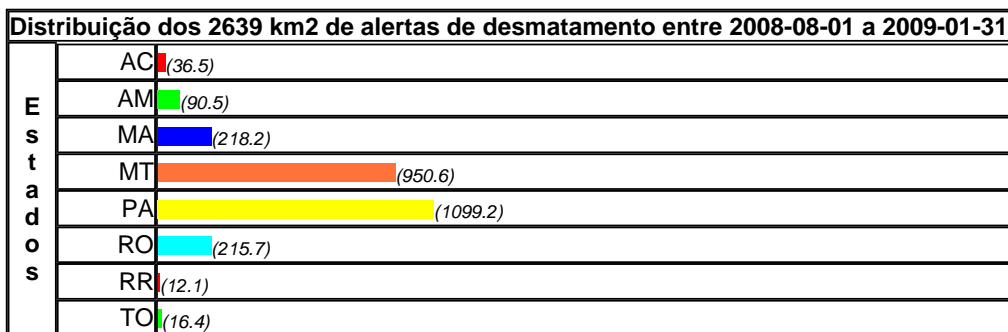 Distribuição dos 2639 km2 de alertas de desmatamento entre 2008-08-01 a 2009-01-31
Estados
AC (36.5)
AM (90.5)
MA (218.2)
MT (950.6)
PA (1099.2)
RO (215.7)
RR (12.1)
TO (16.4)